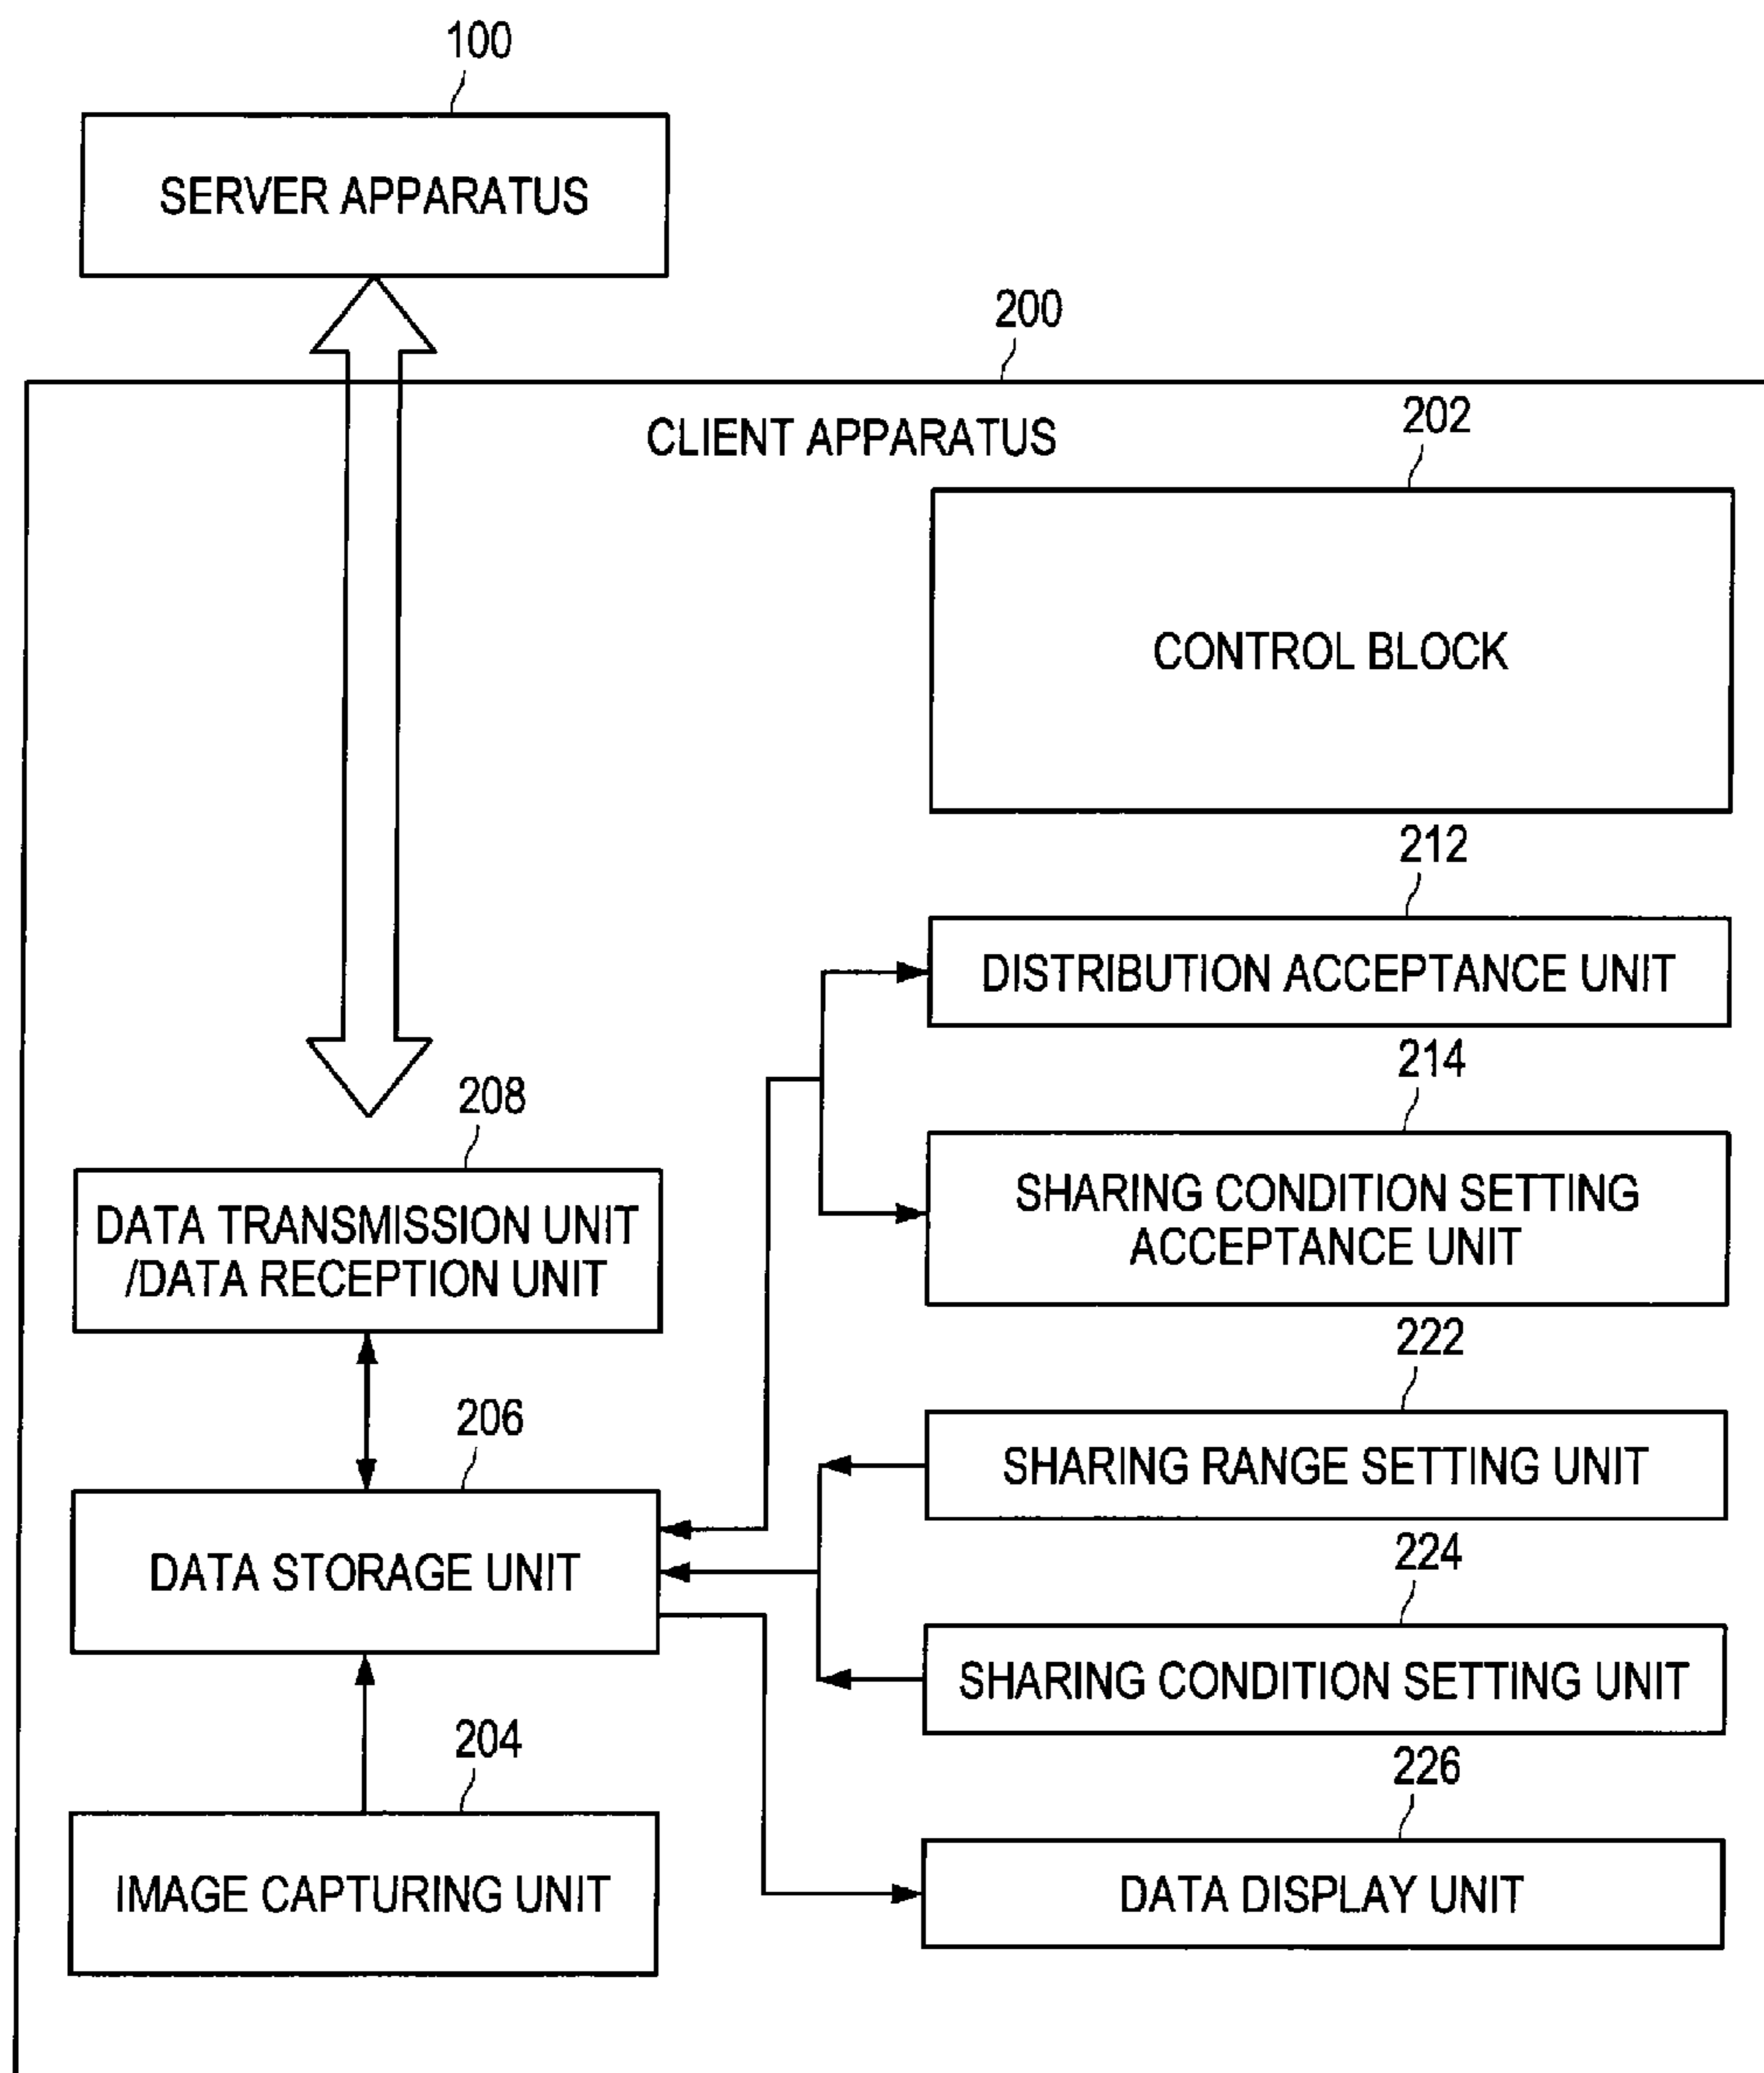 100
SERVER APPARATUS
200
CLIENT APPARATUS
202
CONTROL BLOCK
212
DISTRIBUTION ACCEPTANCE UNIT
214
SHARING CONDITION SETTING
ACCEPTANCE UNIT
208
DATA TRANSMISSION UNIT
/DATA RECEPTION UNIT
222
SHARING RANGE SETTING UNIT
206
DATA STORAGE UNIT
224
SHARING CONDITION SETTING UNIT
204
IMAGE CAPTURING UNIT
226
DATA DISPLAY UNIT